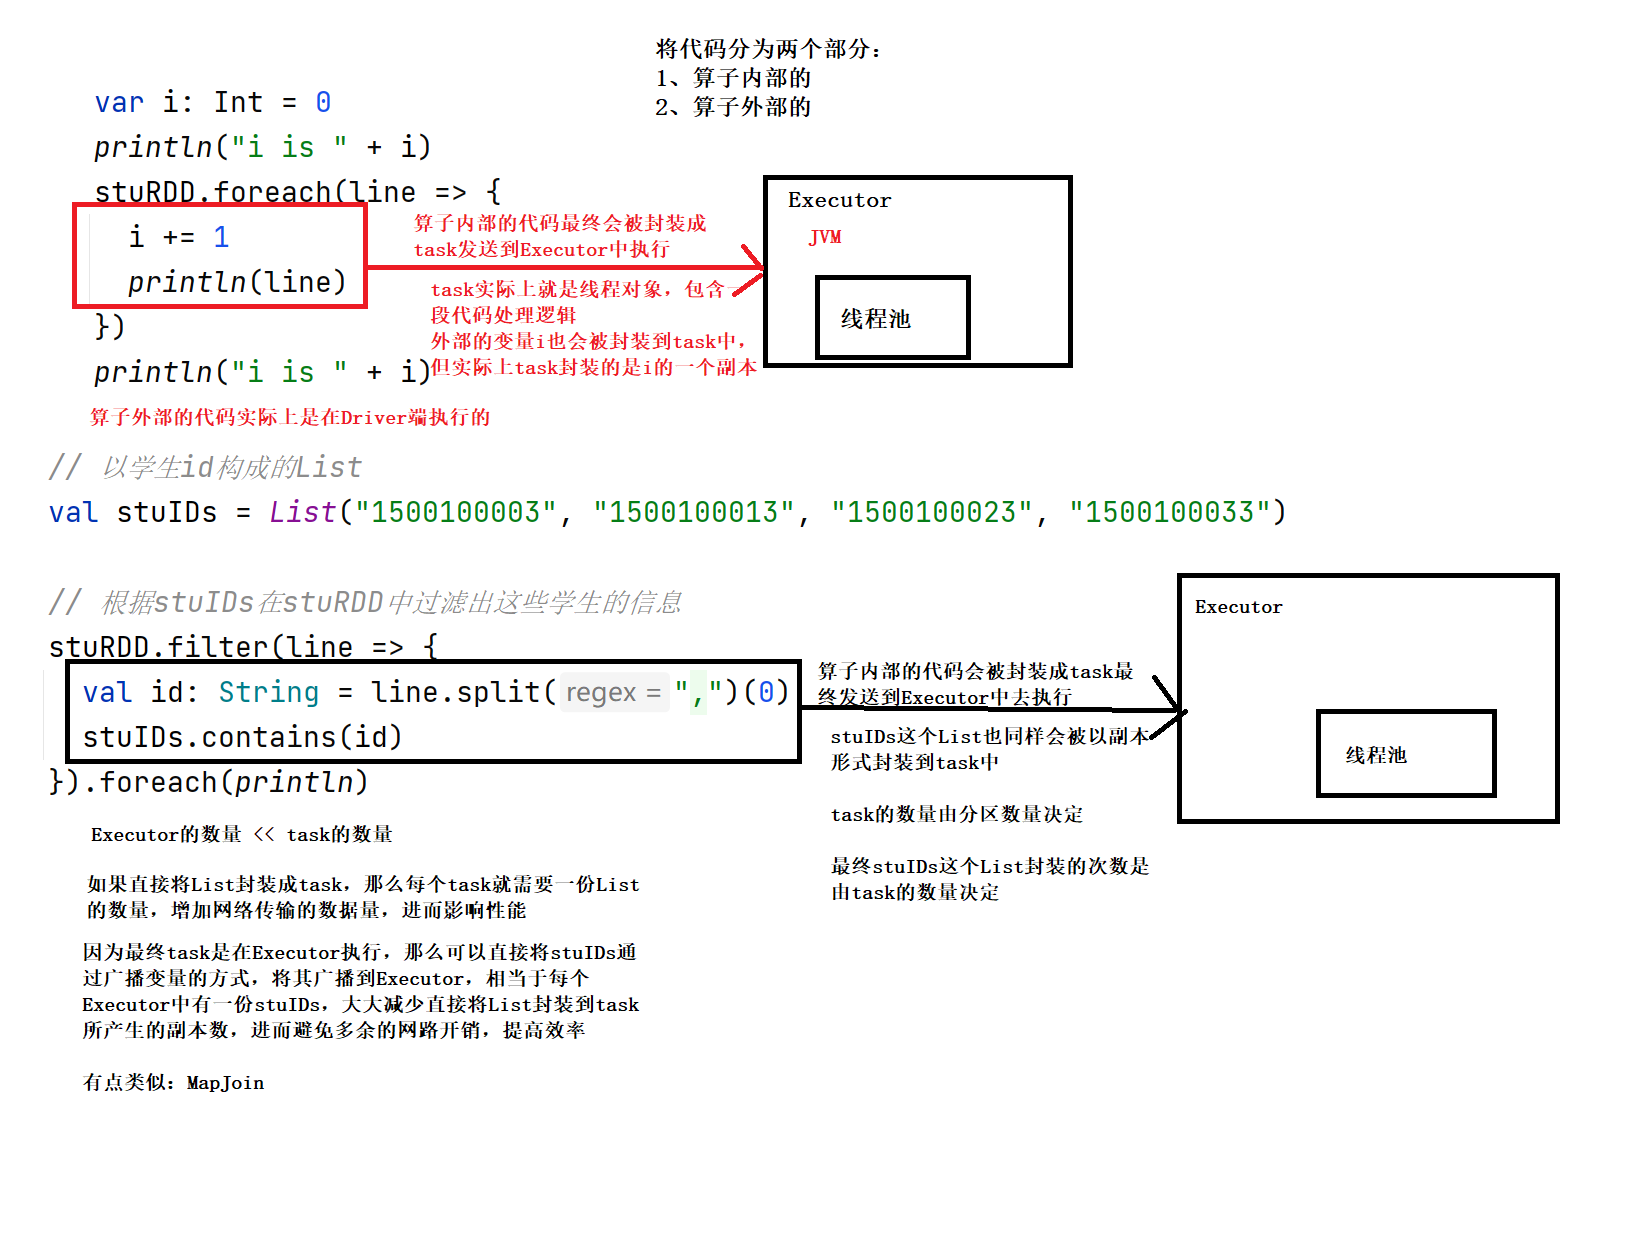 将代码分为两个部分：
1、算子内部的
2、算子外部的
var i: Int = 0
println("i is " + i)
stuRDD.foreach(line => {
i += 1
println(line)
})
println("i is " + i)
算子内部的代码最终会被封装成
task发送到Executor中执行
task实际上就是线程对象，包含一
段代码处理逻辑
外部的变量i也会被封装到task中，
但实际上task封装的是i的一个副本
Executor
JVM
线程池
算子外部的代码实际上是在Driver端执行的
// 以学生id构成的List
val stuIDs = List("1500100003", "1500100013", "1500100023", "1500100033")
// 根据stuIDs在stuRDD中过滤出这些学生的信息
stuRDD.filter(line => {
val id: String = line.split( regex = ",")(0)
stuIDs.contains(id)
}).foreach(println)
算子内部的代码会被封装成task最
终发送到Executor中去执行
stuIDs这个List也同样会被以副本
形式封装到task中
task的数量由分区数量决定
最终stuIDs这个List封装的次数是
由task的数量决定
Executor
线程池
Executor的数量 << task的数量
如果直接将List封装成task，那么每个task就需要一份List
的数量，增加网络传输的数据量，进而影响性能
因为最终task是在Executor执行，那么可以直接将stuIDs通
过广播变量的方式，将其广播到Executor，相当于每个
Executor中有一份stuIDs，大大减少直接将List封装到task
所产生的副本数，进而避免多余的网路开销，提高效率
有点类似：MapJoin